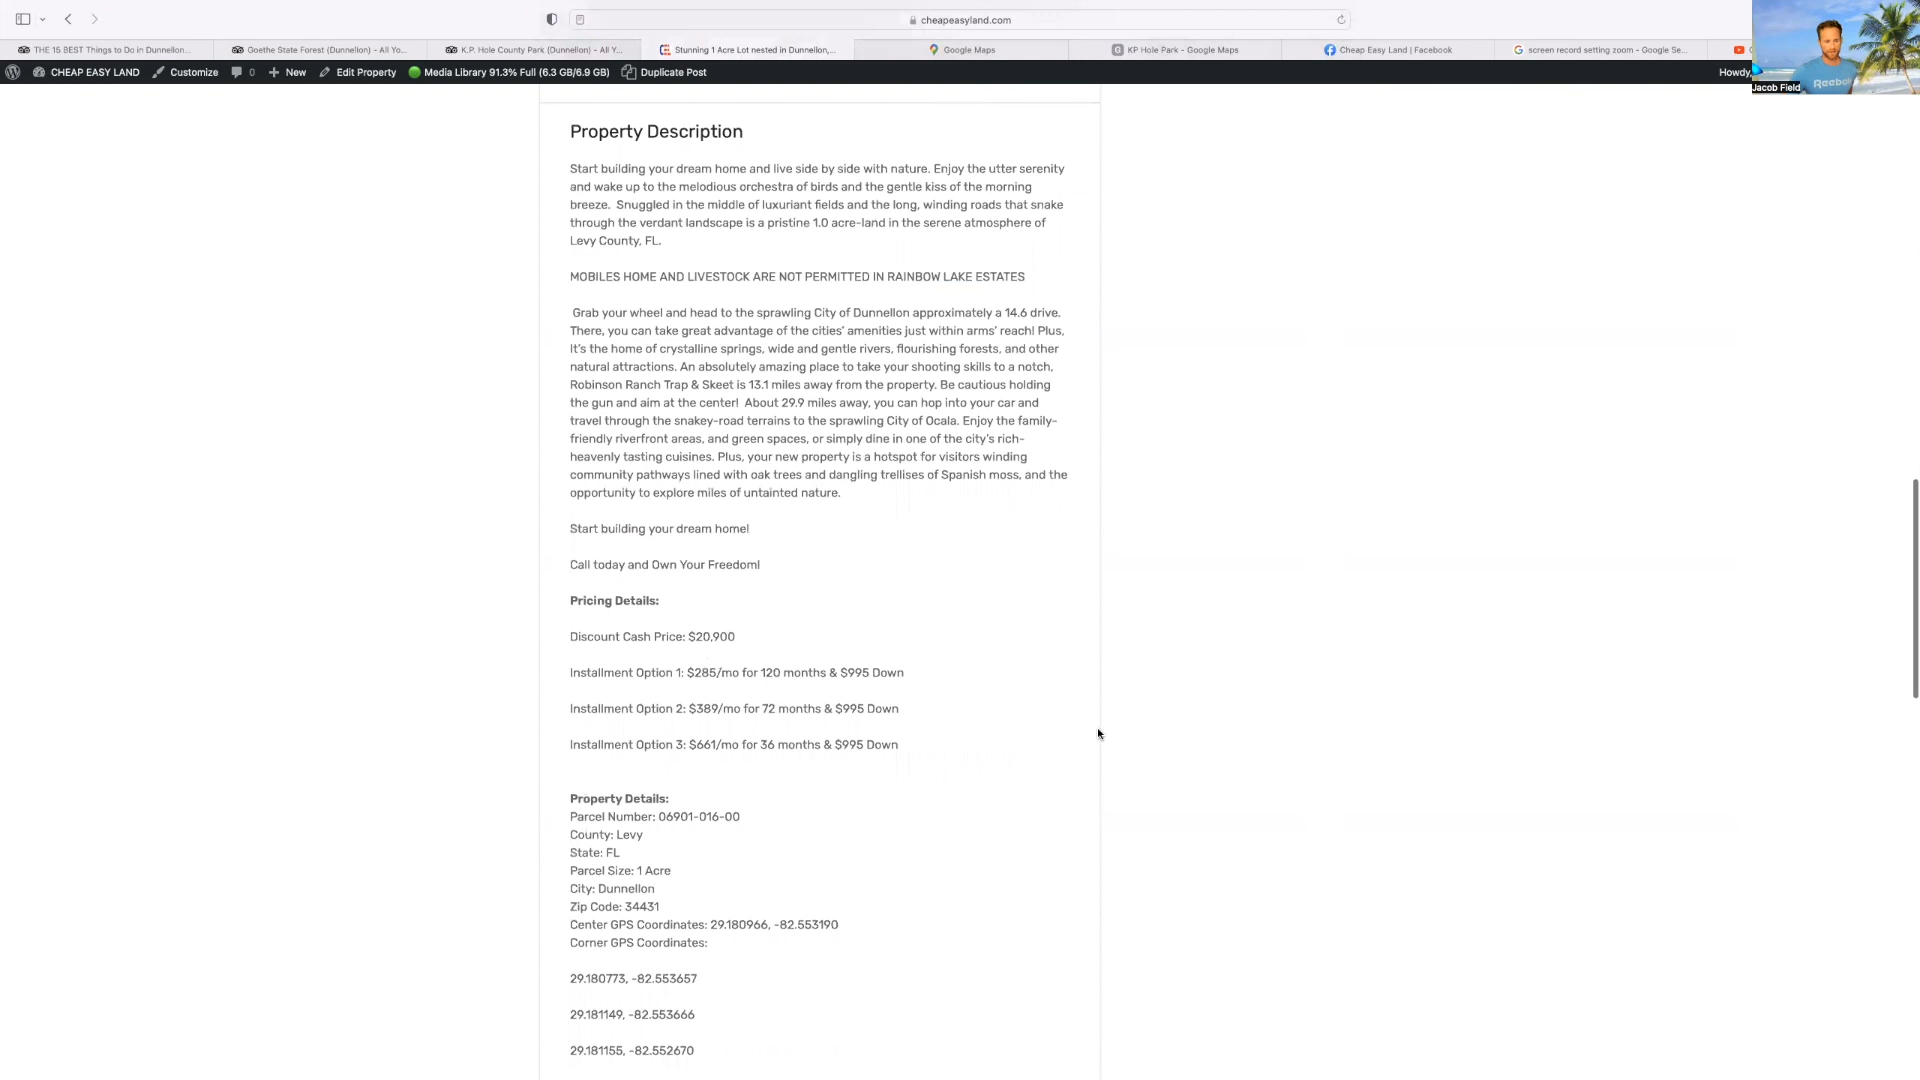 cheapeasyland.com
THE 15 BEST Things to Do in Dunnellon...
Goethe State Forest (Dunnellon) - All Yo...
K.P. Hole County Park (Dunnellon) - All Y...
Stunning 1 Acre Lot nested in Dunnellon,...
Google Maps
KP Hole Park - Google Maps
Cheap Easy Land | Facebook
screen record setting zoom - Google Se...
CHEAP EASY LAND
Customize
0
New
Edit Property
Media Library 91.3% Full (6.3 GB/6.9 GB)
Duplicate Post
Howdy,
Reebok
Jacob Field
Property Description
Start building your dream home and live side by side with nature. Enjoy the utter serenity
and wake up to the melodious orchestra of birds and the gentle kiss of the morning
breeze.  Snuggled in the middle of luxuriant fields and the long, winding roads that snake
through the verdant landscape is a pristine 1.0 acre-land in the serene atmosphere of
Levy County, FL.
MOBILES HOME AND LIVESTOCK ARE NOT PERMITTED IN RAINBOW LAKE ESTATES
Grab your wheel and head to the sprawling City of Dunnellon approximately a 14.6 drive.
There, you can take great advantage of the cities' amenities just within arms' reach! Plus,
It's the home of crystalline springs, wide and gentle rivers, flourishing forests, and other
natural attractions. An absolutely amazing place to take your shooting skills to a notch,
Robinson Ranch Trap & Skeet is 13.1 miles away from the property. Be cautious holding
the gun and aim at the center!  About 29.9 miles away, you can hop into your car and
travel through the snakey-road terrains to the sprawling City of Ocala. Enjoy the family-
friendly riverfront areas, and green spaces, or simply dine in one of the city's rich-
heavenly tasting cuisines. Plus, your new property is a hotspot for visitors winding
community pathways lined with oak trees and dangling trellises of Spanish moss, and the
opportunity to explore miles of untainted nature.
Start building your dream home!
Call today and Own Your Freedom!
Pricing Details:
Discount Cash Price: $20,900
Installment Option 1: $285/mo for 120 months & $995 Down
Installment Option 2: $389/mo for 72 months & $995 Down
Installment Option 3: $661/mo for 36 months & $995 Down
Property Details:
Parcel Number: 06901-016-00
County: Levy
State: FL
Parcel Size: 1 Acre
City: Dunnellon
Zip Code: 34431
Center GPS Coordinates: 29.180966, -82.553190
Corner GPS Coordinates:
29.180773, -82.553657
29.181149, -82.553666
29.181155, -82.552670